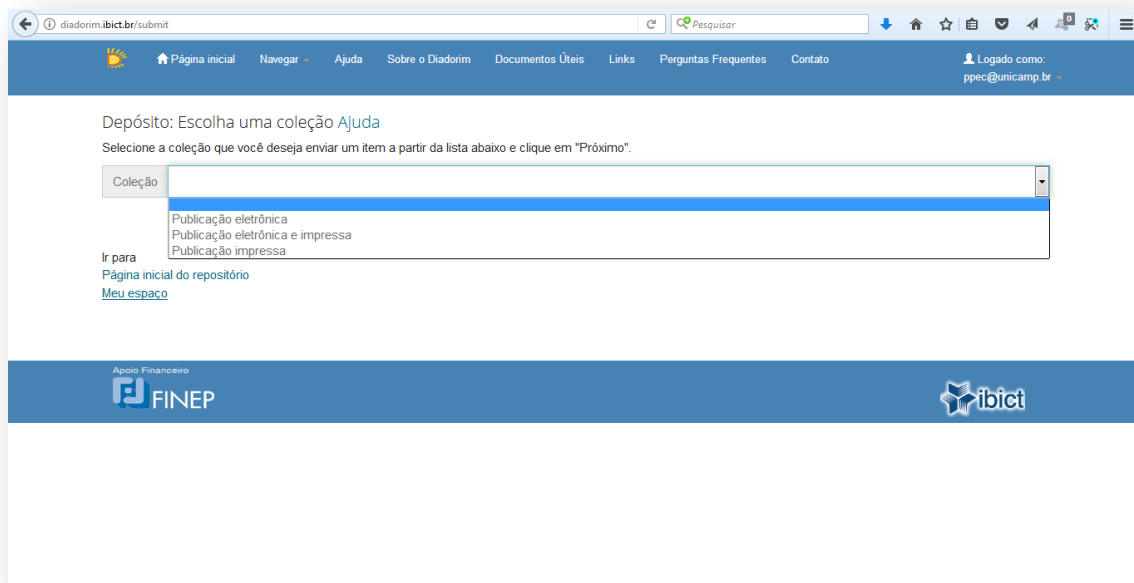 diadorim.ibict.br/submit
Pesquisar
0
Página inicial Navegar Ajuda Sobre o Diadorim Documentos Úteis Links Perguntas Frequentes Contato
Logado como:
ppec@unicamp.br
Depósito: Escolha uma coleção Ajuda
Selecione a coleção que você deseja enviar um item a partir da lista abaixo e clique em "Próximo".
Coleção
Publicação eletrônica
Publicação eletrônica e impressa
Publicação impressa
Ir para
Página inicial do repositório
Meu espaço
Apoio Financeiro
FINEP
ibict